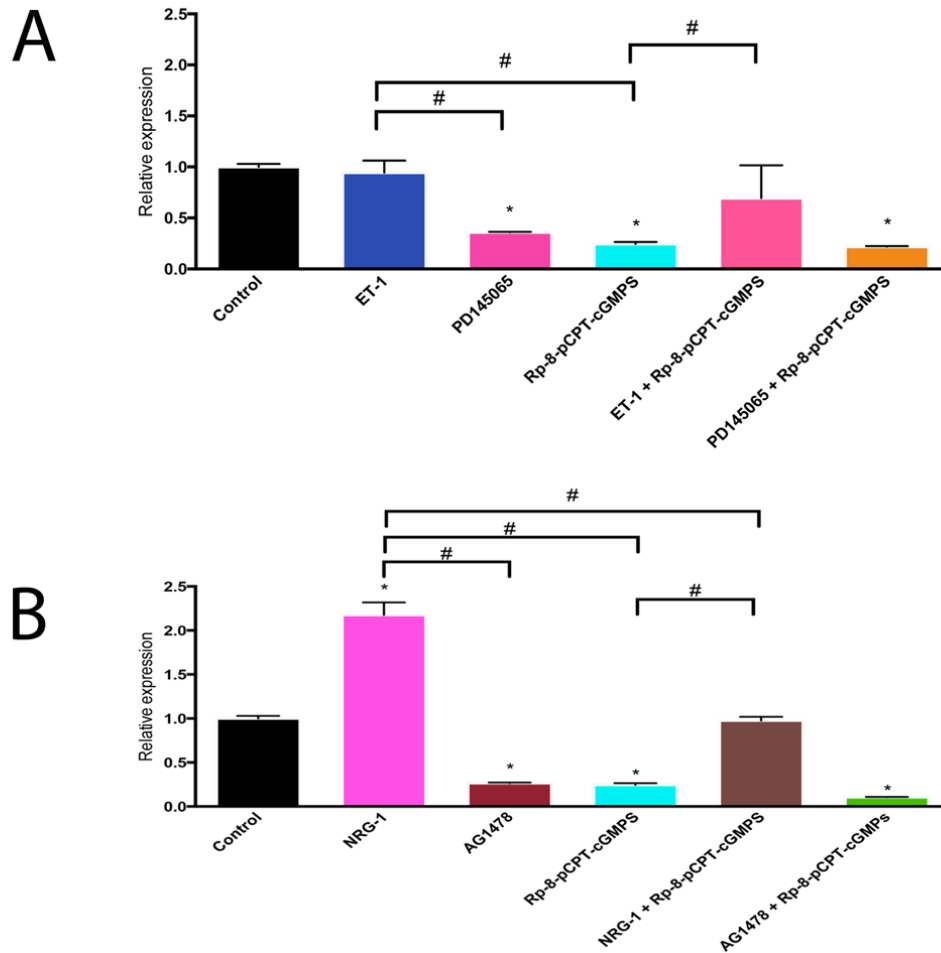 A
Relative expression
2.5
2.0
1.5
1.0
0.5
0.0
#
#
#
*
*
*
Control
ET-1
PD145065
Rp-8-pCPT-cGMPS
ET-1 + Rp-8-pCPT-cGMPS
PD145065 + Rp-8-pCPT-cGMPS
B
Relative expression
2.5
2.0
1.5
1.0
0.5
0.0
#
#
#
#
*
*
*
*
Control
NRG-1
AG1478
Rp-8-pCPT-cGMPS
NRG-1 + Rp-8-pCPT-cGMPS
AG1478 + Rp-8-pCPT-cGMPs